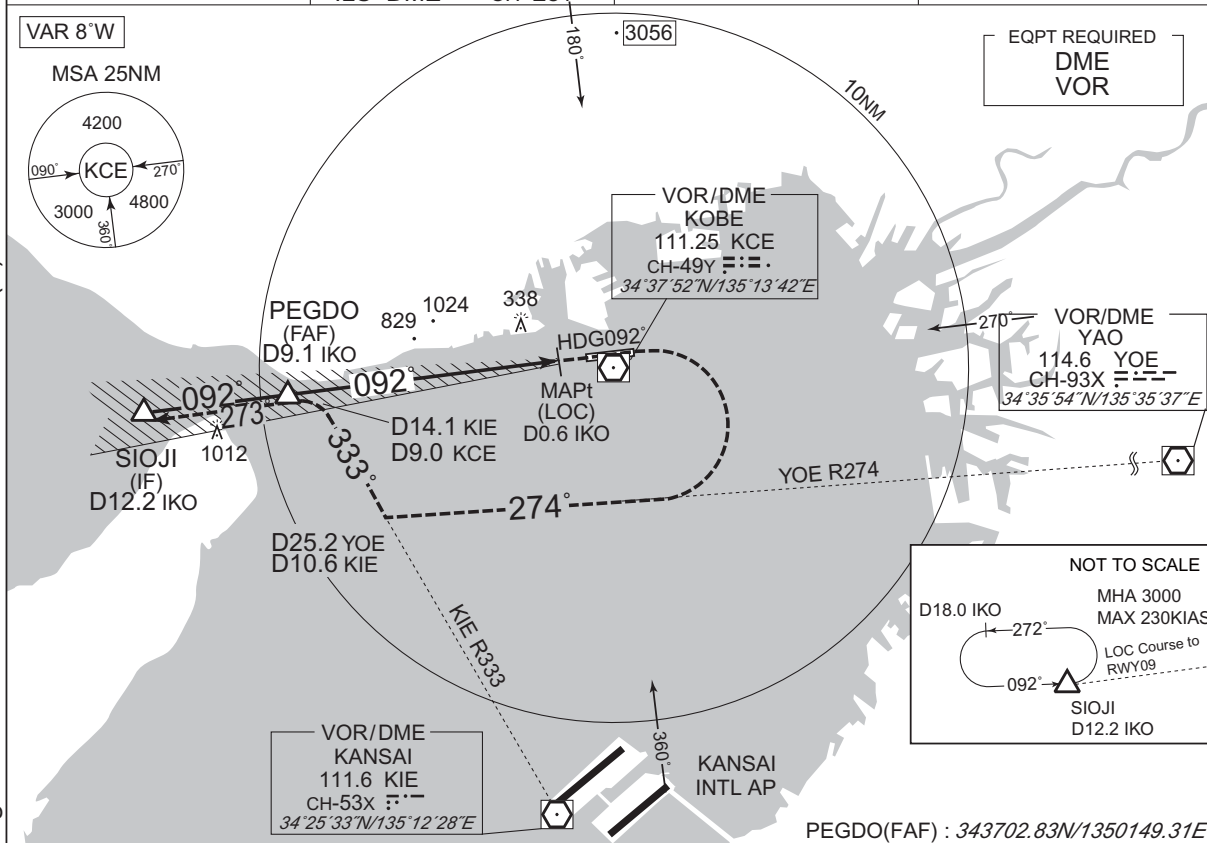 VAR 8°W
MSA 25NM
4200
090°
KCE
270°
3000
4800
360°
180°
3056
10NM
EQPT REQUIRED
DME
VOR
VOR/DME
KOBE
111.25 KCE
CH-49Y
34°37´52˝N/135°13´42˝E
PEGDO
(FAF)
D9.1 IKO
829
1024
338
HDG092°
270°
VOR/DME
YAO
114.6 YOE
CH-93X
34°35´54˝N/135°35´37˝E
092°
092°
273°
MAPt
(LOC)
D0.6 IKO
D14.1 KIE
D9.0 KCE
1012
SIOJI
(IF)
D12.2 IKO
333°
YOE R274
274°
D25.2 YOE
D10.6 KIE
NOT TO SCALE
MHA 3000
MAX 230KIAS
D18.0 IKO
272°
LOC Course to
RWY09
092°
SIOJI
D12.2 IKO
KIE R333
360°
VOR/DME
KANSAI
111.6 KIE
CH-53X
34°25´33˝N/135°12´28˝E
KANSAI
INTL AP
PEGDO(FAF) : 343702.83N/1350149.31E